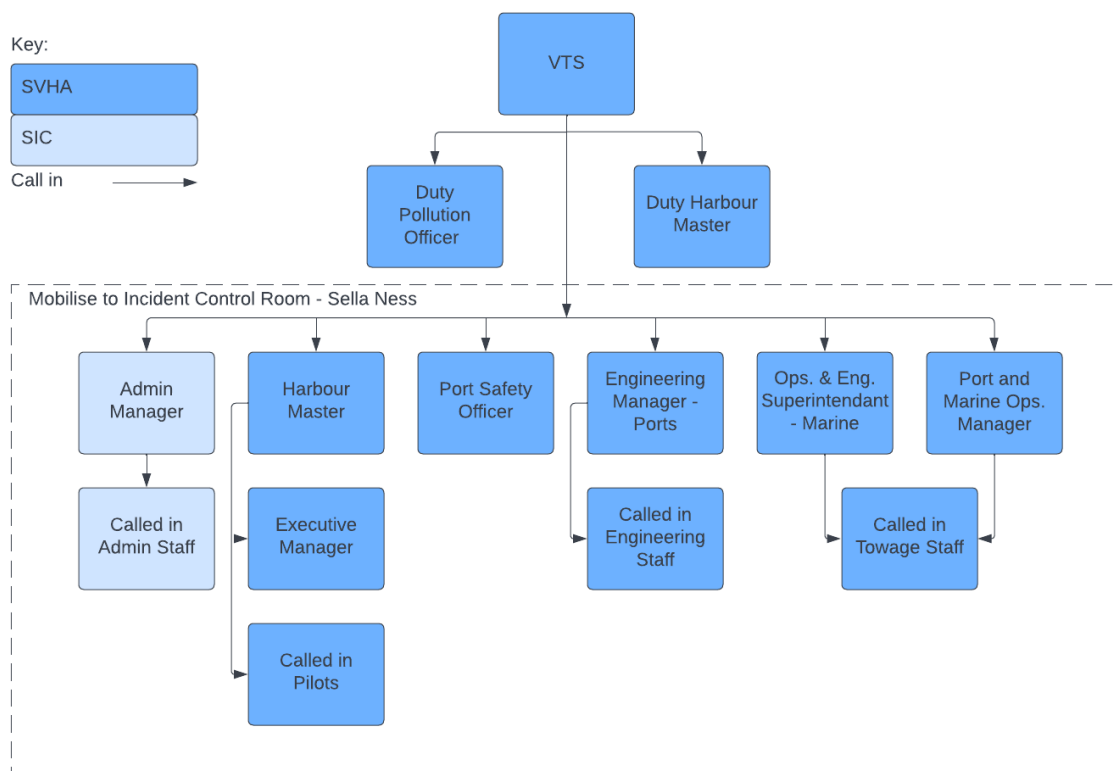 Key:
SVHA
SIC
Call in
VTS
Duty
Pollution
Officer
Duty Harbour
Master
Mobilise to Incident Control Room - Sella Ness
Admin
Manager
Harbour
Master
Port Safety
Officer
Engineering
Manager -
Ports
Ops. & Eng.
Superintendant
- Marine
Port and
Marine Ops.
Manager
Called in
Admin Staff
Executive
Manager
Called in
Engineering
Staff
Called in
Towage Staff
Called in
Pilots